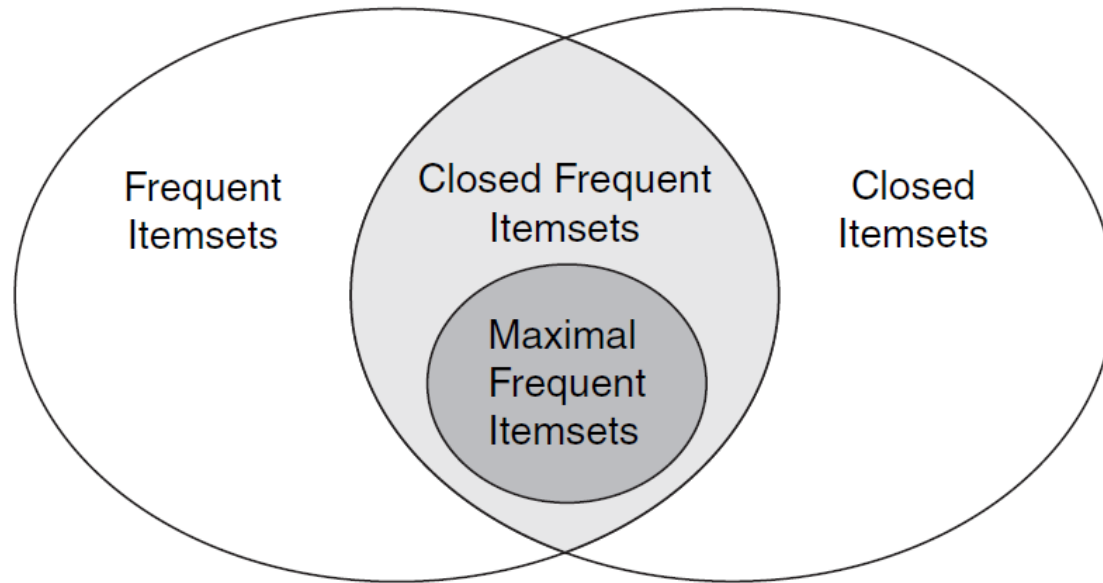 Frequent
Itemsets
Closed Frequent
Itemsets
Closed
Itemsets
Maximal
Frequent
Itemsets